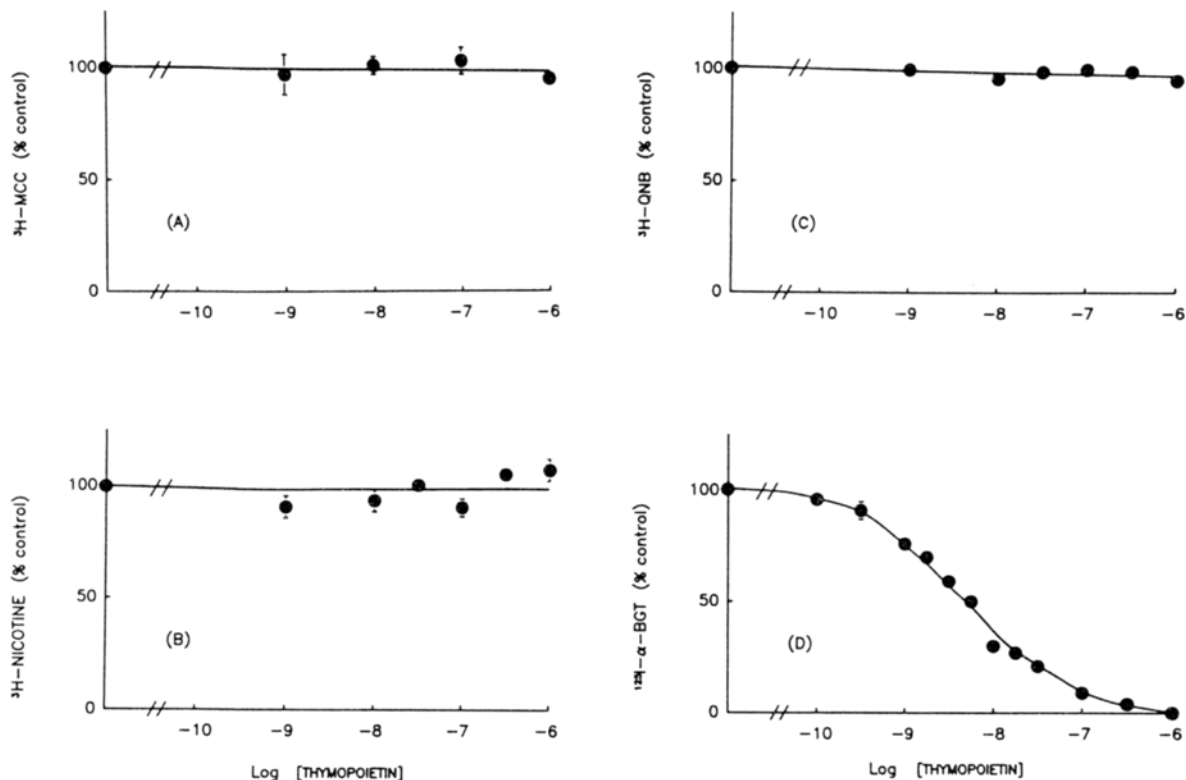 ³H-MCC (% control)
100
50
0
(A)
-10 -9 -8 -7 -6
³H-QNB (% control)
100
50
0
(C)
-10 -9 -8 -7 -6
³H-NICOTINE (% control)
100
50
0
(B)
-10 -9 -8 -7 -6
Log [THYMOPOIETIN]
¹²⁵I-α-BGT (% control)
100
50
0
(D)
-10 -9 -8 -7 -6
Log [THYMOPOIETIN]